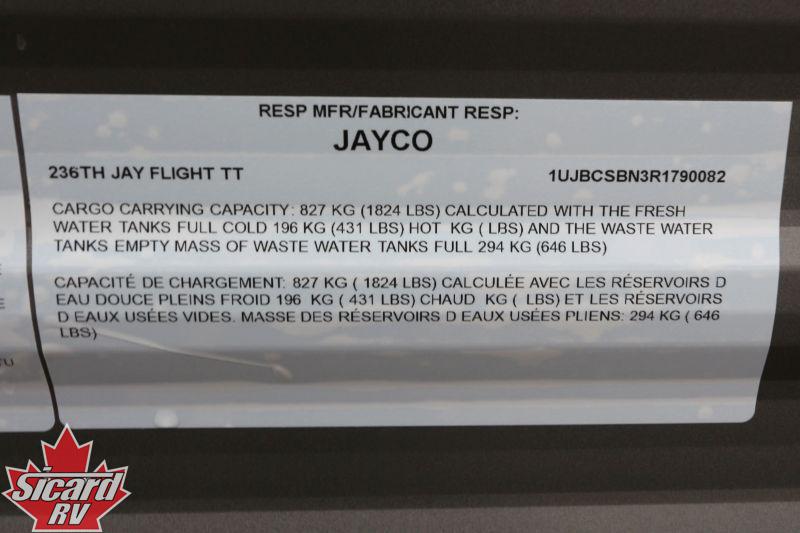 RESP MFR/FABRICANT RESP:
JAYCO
236TH JAY FLIGHT TT 1UJBCSBN3R1790082
CARGO CARRYING CAPACITY: 827 KG (1824 LBS) CALCULATED WITH THE FRESH
WATER TANKS FULL COLD 196 KG (431 LBS) HOT KG ( LBS) AND THE WASTE WATER
TANKS EMPTY MASS OF WASTE WATER TANKS FULL 294 KG (646 LBS)
CAPACITÉ DE CHARGEMENT: 827 KG ( 1824 LBS) CALCULÉE AVEC LES RÉSERVOIRS D
EAU DOUCE PLEINS FROID 196 KG ( 431 LBS) CHAUD KG ( LBS) ET LES RÉSERVOIRS
D EAUX USÉES VIDES. MASSE DES RÉSERVOIRS D EAUX USÉES PLIENS: 294 KG ( 646
LBS)
Sicard
RV